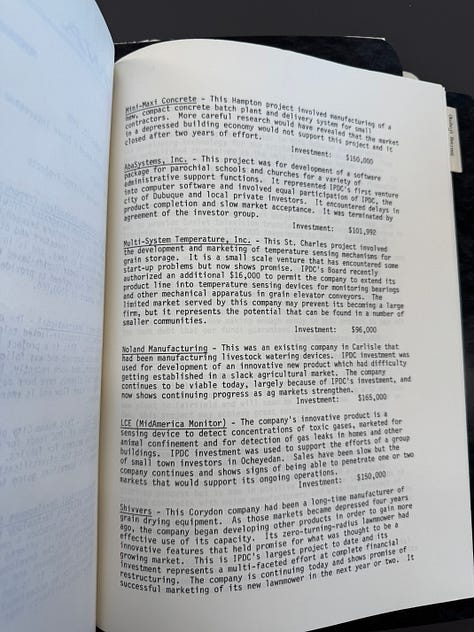 Mini-Maxi Concrete - This Hampton project involved manufacturing of a
new, compact concrete batch plant and delivery system for small
contractors. More careful research would have revealed that the market
in a depressed building economy would not support this project and it
closed after two years of effort.
Investment: $150,000
AbaSystems, Inc. - This project was for development of a software
package for parochial schools and churches for a variety of
administrative support functions. It represented IPDC's first venture
into computer software and involved equal participation of IPDC, the
city of Dubuque and local private investors. It encountered delays in
product completion and slow market acceptance. It was terminated by
agreement of the investor group.
Investment: $101,992
Multi-System Temperature, Inc. - This St. Charles project involved
the development and marketing of temperature sensing mechanisms for
grain storage. It is a small scale venture that has encountered some
start-up problems but now shows promise. IPDC's Board recently
authorized an additional $16,000 to permit the company to extend its
product line into temperature sensing devices for monitoring bearings
and other mechanical apparatus in grain elevator conveyors. The
limited market served by this company may prevent its becoming a large
firm, but it represents the potential that can be found in a number of
smaller communities.
Investment: $96,000
Noland Manufacturing - This was an existing company in Carlisle that
had been manufacturing livestock watering devices. IPDC investment was
used for development of an innovative new product which had difficulty
getting established in a slack agricultural market. The company
continues to be viable today, largely because of IPDC's investment, and
now shows continuing progress as ag markets strengthen.
Investment: $165,000
LCE (MidAmerica Monitor) - The company's innovative product is a
sensing device to detect concentrations of toxic gases, marketed for
animal confinement and for detection of gas leaks in homes and other
buildings. IPDC investment was used to support the efforts of a group
of small town investors in Ocheyedan. Sales have been slow but the
company continues and shows signs of being able to penetrate one or two
markets that would support its ongoing operations.
Investment: $150,000
Shivvers - This Corydon company had been a long-time manufacturer of
grain drying equipment. As those markets became depressed four years
ago, the company began developing other products in order to gain more
effective use of its capacity. Its zero-turning-radius lawnmower had
innovative features that held promise for what was thought to be a
growing market. This is IPDC's largest project to date and its
investment represents a multi-faceted effort at complete financial
restructuring. The company is continuing today and shows promise of
successful marketing of its new lawnmower in the next year or two. It